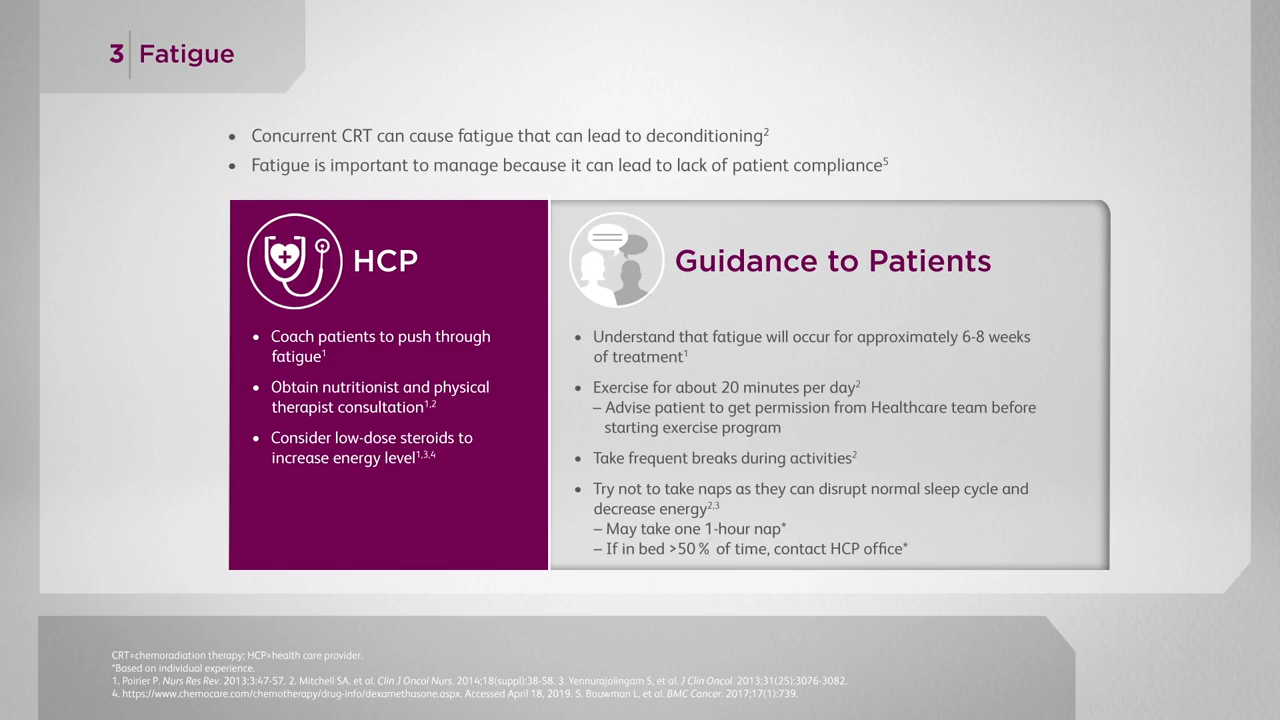 3 Fatigue
• Concurrent CRT can cause fatigue that can lead to deconditioning2
• Fatigue is important to manage because it can lead to lack of patient compliance5
HCP
• Coach patients to push through
fatigue1
• Obtain nutritionist and physical
therapist consultation1,2
• Consider low-dose steroids to
increase energy level1,3,4
Guidance to Patients
• Understand that fatigue will occur for approximately 6-8 weeks
of treatment1
• Exercise for about 20 minutes per day2
– Advise patient to get permission from Healthcare team before
starting exercise program
• Take frequent breaks during activities2
• Try not to take naps as they can disrupt normal sleep cycle and
decrease energy2,3
– May take one 1-hour nap*
– If in bed >50% of time, contact HCP office*
CRT=chemoradiation therapy; HCP=health care provider.
*Based on individual experience.
1. Poirier P. Nurs Res Rev. 2013;3:47-57. 2. Mitchell SA, et al. Clin J Oncol Nurs. 2014;18(suppl):38-58. 3. Yennurajalingam S, et al. J Clin Oncol. 2013;31(25):3076-3082.
4. https://www.chemocare.com/chemotherapy/drug-info/dexamethasone.aspx. Accessed April 18, 2019. 5. Bouwman L, et al. BMC Cancer. 2017;17(1):739.